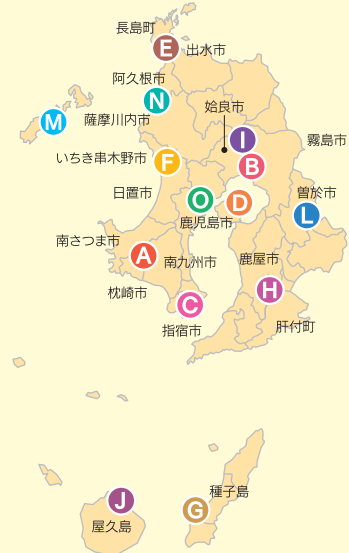 長島町
E
出水市
阿久根市
N
姶良市
M
薩摩川内市
I
霧島市
いちき串木野市
F
B
日置市
O
D
曽於市
L
鹿児島市
南さつま市
A
南九州市
鹿屋市
枕崎市
C
H
指宿市
肝付町
種子島
J
G
屋久島